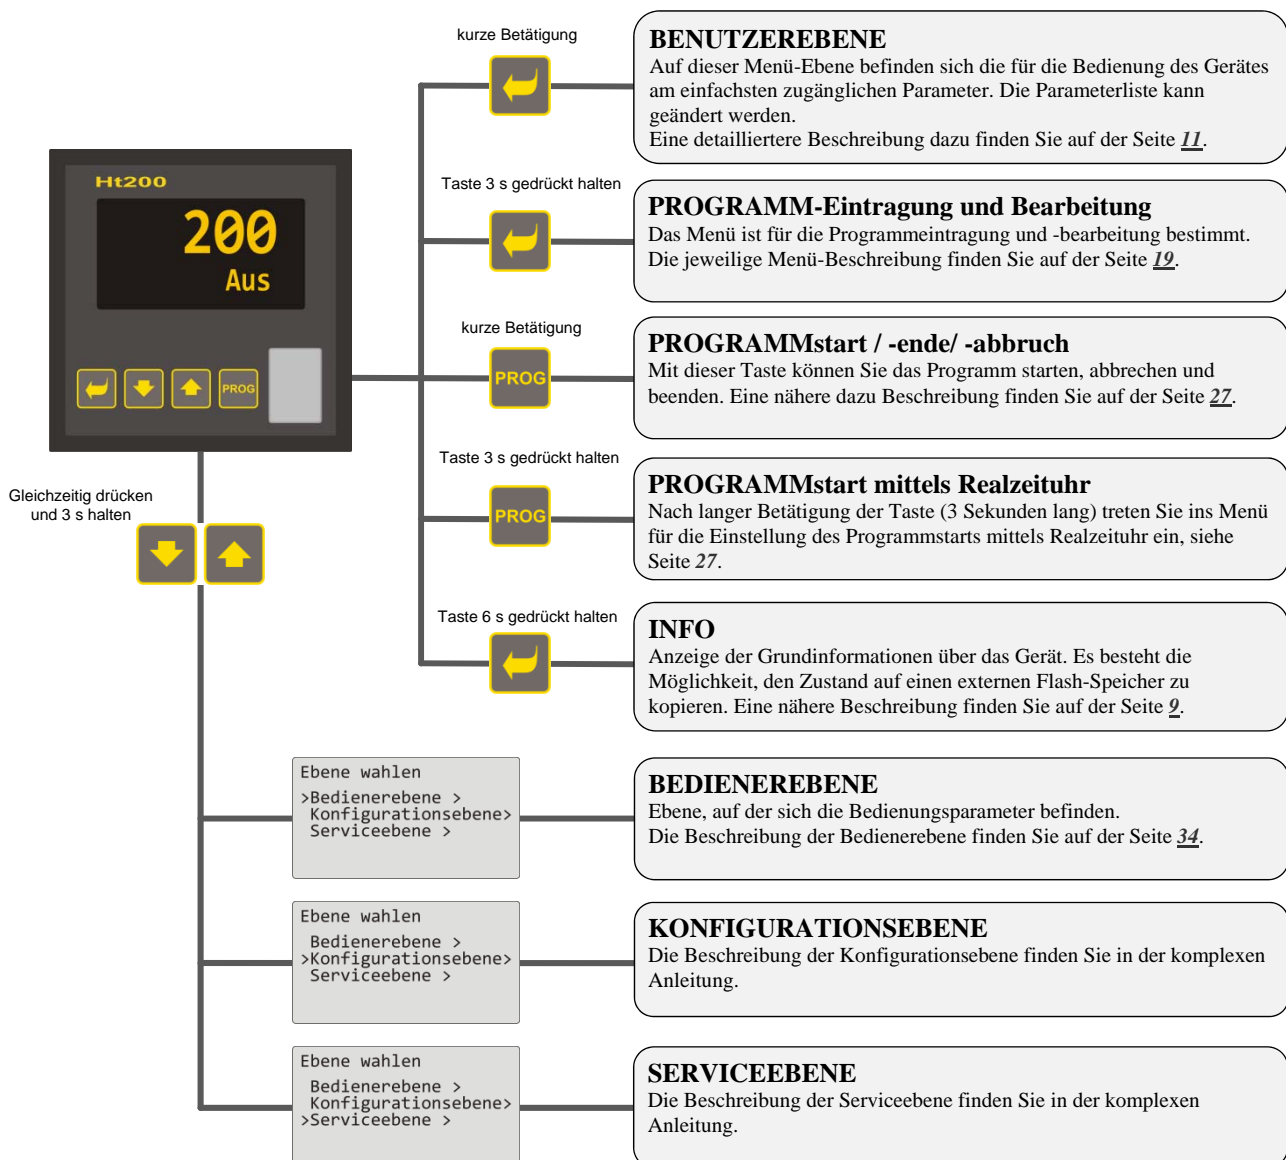 kurze Betätigung
BENUTZEREBENE
Auf dieser Menü-Ebene befinden sich die für die Bedienung des Gerätes
am einfachsten zugänglichen Parameter. Die Parameterliste kann
geändert werden.
Eine detailliertere Beschreibung dazu finden Sie auf der Seite 11.
Ht200
200
Aus
PROG
Taste 3 s gedrückt halten
PROGRAMM-Eintragung und Bearbeitung
Das Menü ist für die Programmeintragung und -bearbeitung bestimmt.
Die jeweilige Menü-Beschreibung finden Sie auf der Seite 19.
kurze Betätigung
PROG
PROGRAMMstart / -ende/ -abbruch
Mit dieser Taste können Sie das Programm starten, abbrechen und
beenden. Eine nähere dazu Beschreibung finden Sie auf der Seite 27.
Taste 3 s gedrückt halten
PROG
PROGRAMMstart mittels Realzeituhr
Nach langer Betätigung der Taste (3 Sekunden lang) treten Sie ins Menü
für die Einstellung des Programmstarts mittels Realzeituhr ein, siehe
Seite 27.
Gleichzeitig drücken
und 3 s halten
Taste 6 s gedrückt halten
INFO
Anzeige der Grundinformationen über das Gerät. Es besteht die
Möglichkeit, den Zustand auf einen externen Flash-Speicher zu
kopieren. Eine nähere Beschreibung finden Sie auf der Seite 9.
Ebene wahlen
>Bedienerebene >
Konfigurationsebene>
Serviceebene >
BEDIENEREBENE
Ebene, auf der sich die Bedienungsparameter befinden.
Die Beschreibung der Bedienerebene finden Sie auf der Seite 34.
Ebene wahlen
Bedienerebene >
>Konfigurationsebene>
Serviceebene >
KONFIGURATIONSEBENE
Die Beschreibung der Konfigurationsebene finden Sie in der komplexen
Anleitung.
Ebene wahlen
Bedienerebene >
Konfigurationsebene>
>Serviceebene >
SERVICEEBENE
Die Beschreibung der Serviceebene finden Sie in der komplexen
Anleitung.